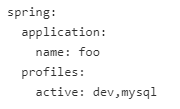 spring:
  application:
    name: foo
  profiles:
    active: dev,mysql